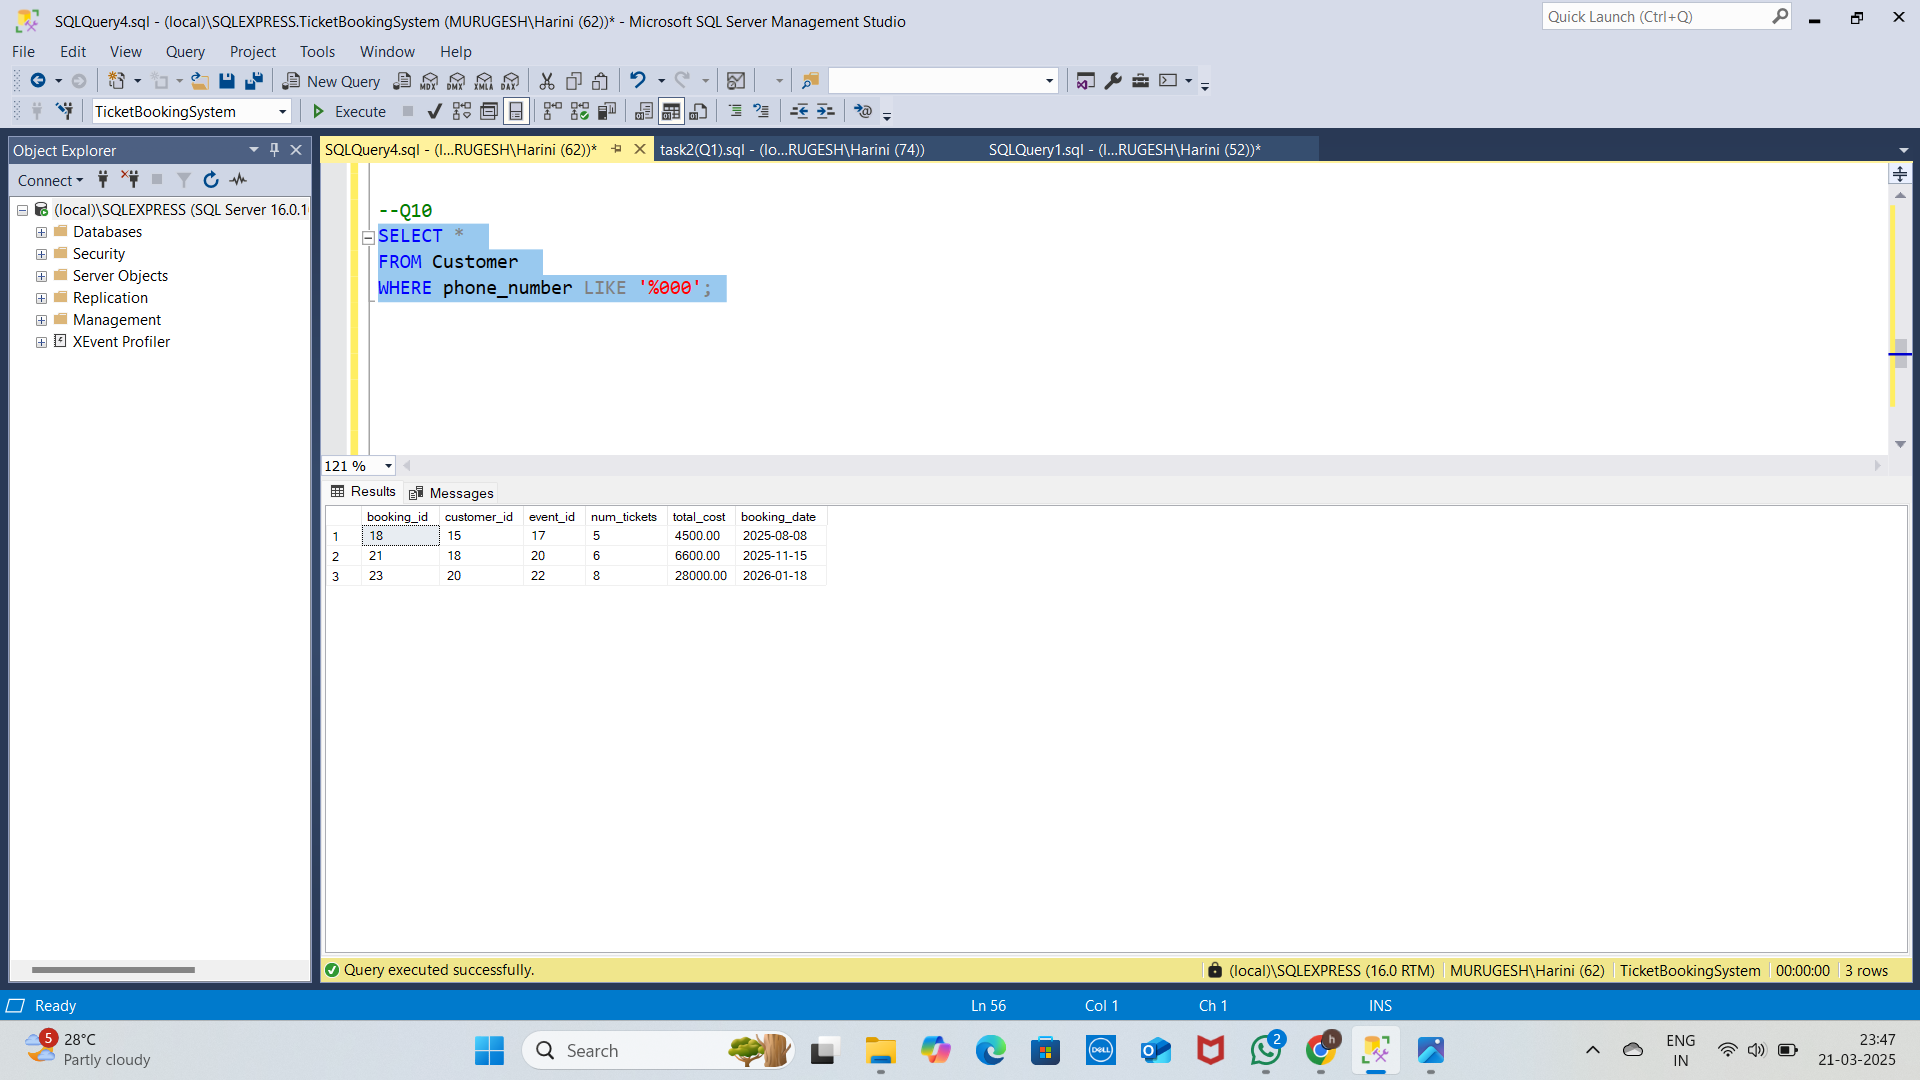 SQLQuery4.sql - (local)\SQLEXPRESS.TicketBookingSystem (MURUGESH\Harini (62))* - Microsoft SQL Server Management Studio
Quick Launch (Ctrl+Q)
File Edit View Query Project Tools Window Help
New Query MDX DMX XMLA DAX
TicketBookingSystem Execute
Object Explorer
SQLQuery4.sql - (l...RUGESH\Harini (62))* task2(Q1).sql - (lo...RUGESH\Harini (74)) SQLQuery1.sql - (l...RUGESH\Harini (52))*
Connect
(local)\SQLEXPRESS (SQL Server 16.0.1
Databases
Security
Server Objects
Replication
Management
XEvent Profiler
--Q10
SELECT *
FROM Customer
WHERE phone_number LIKE '%000';
121 %
Results Messages
booking_id customer_id event_id num_tickets total_cost booking_date
1 18 15 17 5 4500.00 2025-08-08
2 21 18 20 6 6600.00 2025-11-15
3 23 20 22 8 28000.00 2026-01-18
Query executed successfully. (local)\SQLEXPRESS (16.0 RTM) MURUGESH\Harini (62) TicketBookingSystem 00:00:00 3 rows
Ready Ln 56 Col 1 Ch 1 INS
5 28°C
Partly cloudy
Search
DELL
2
h
ENG
IN
23:47
21-03-2025